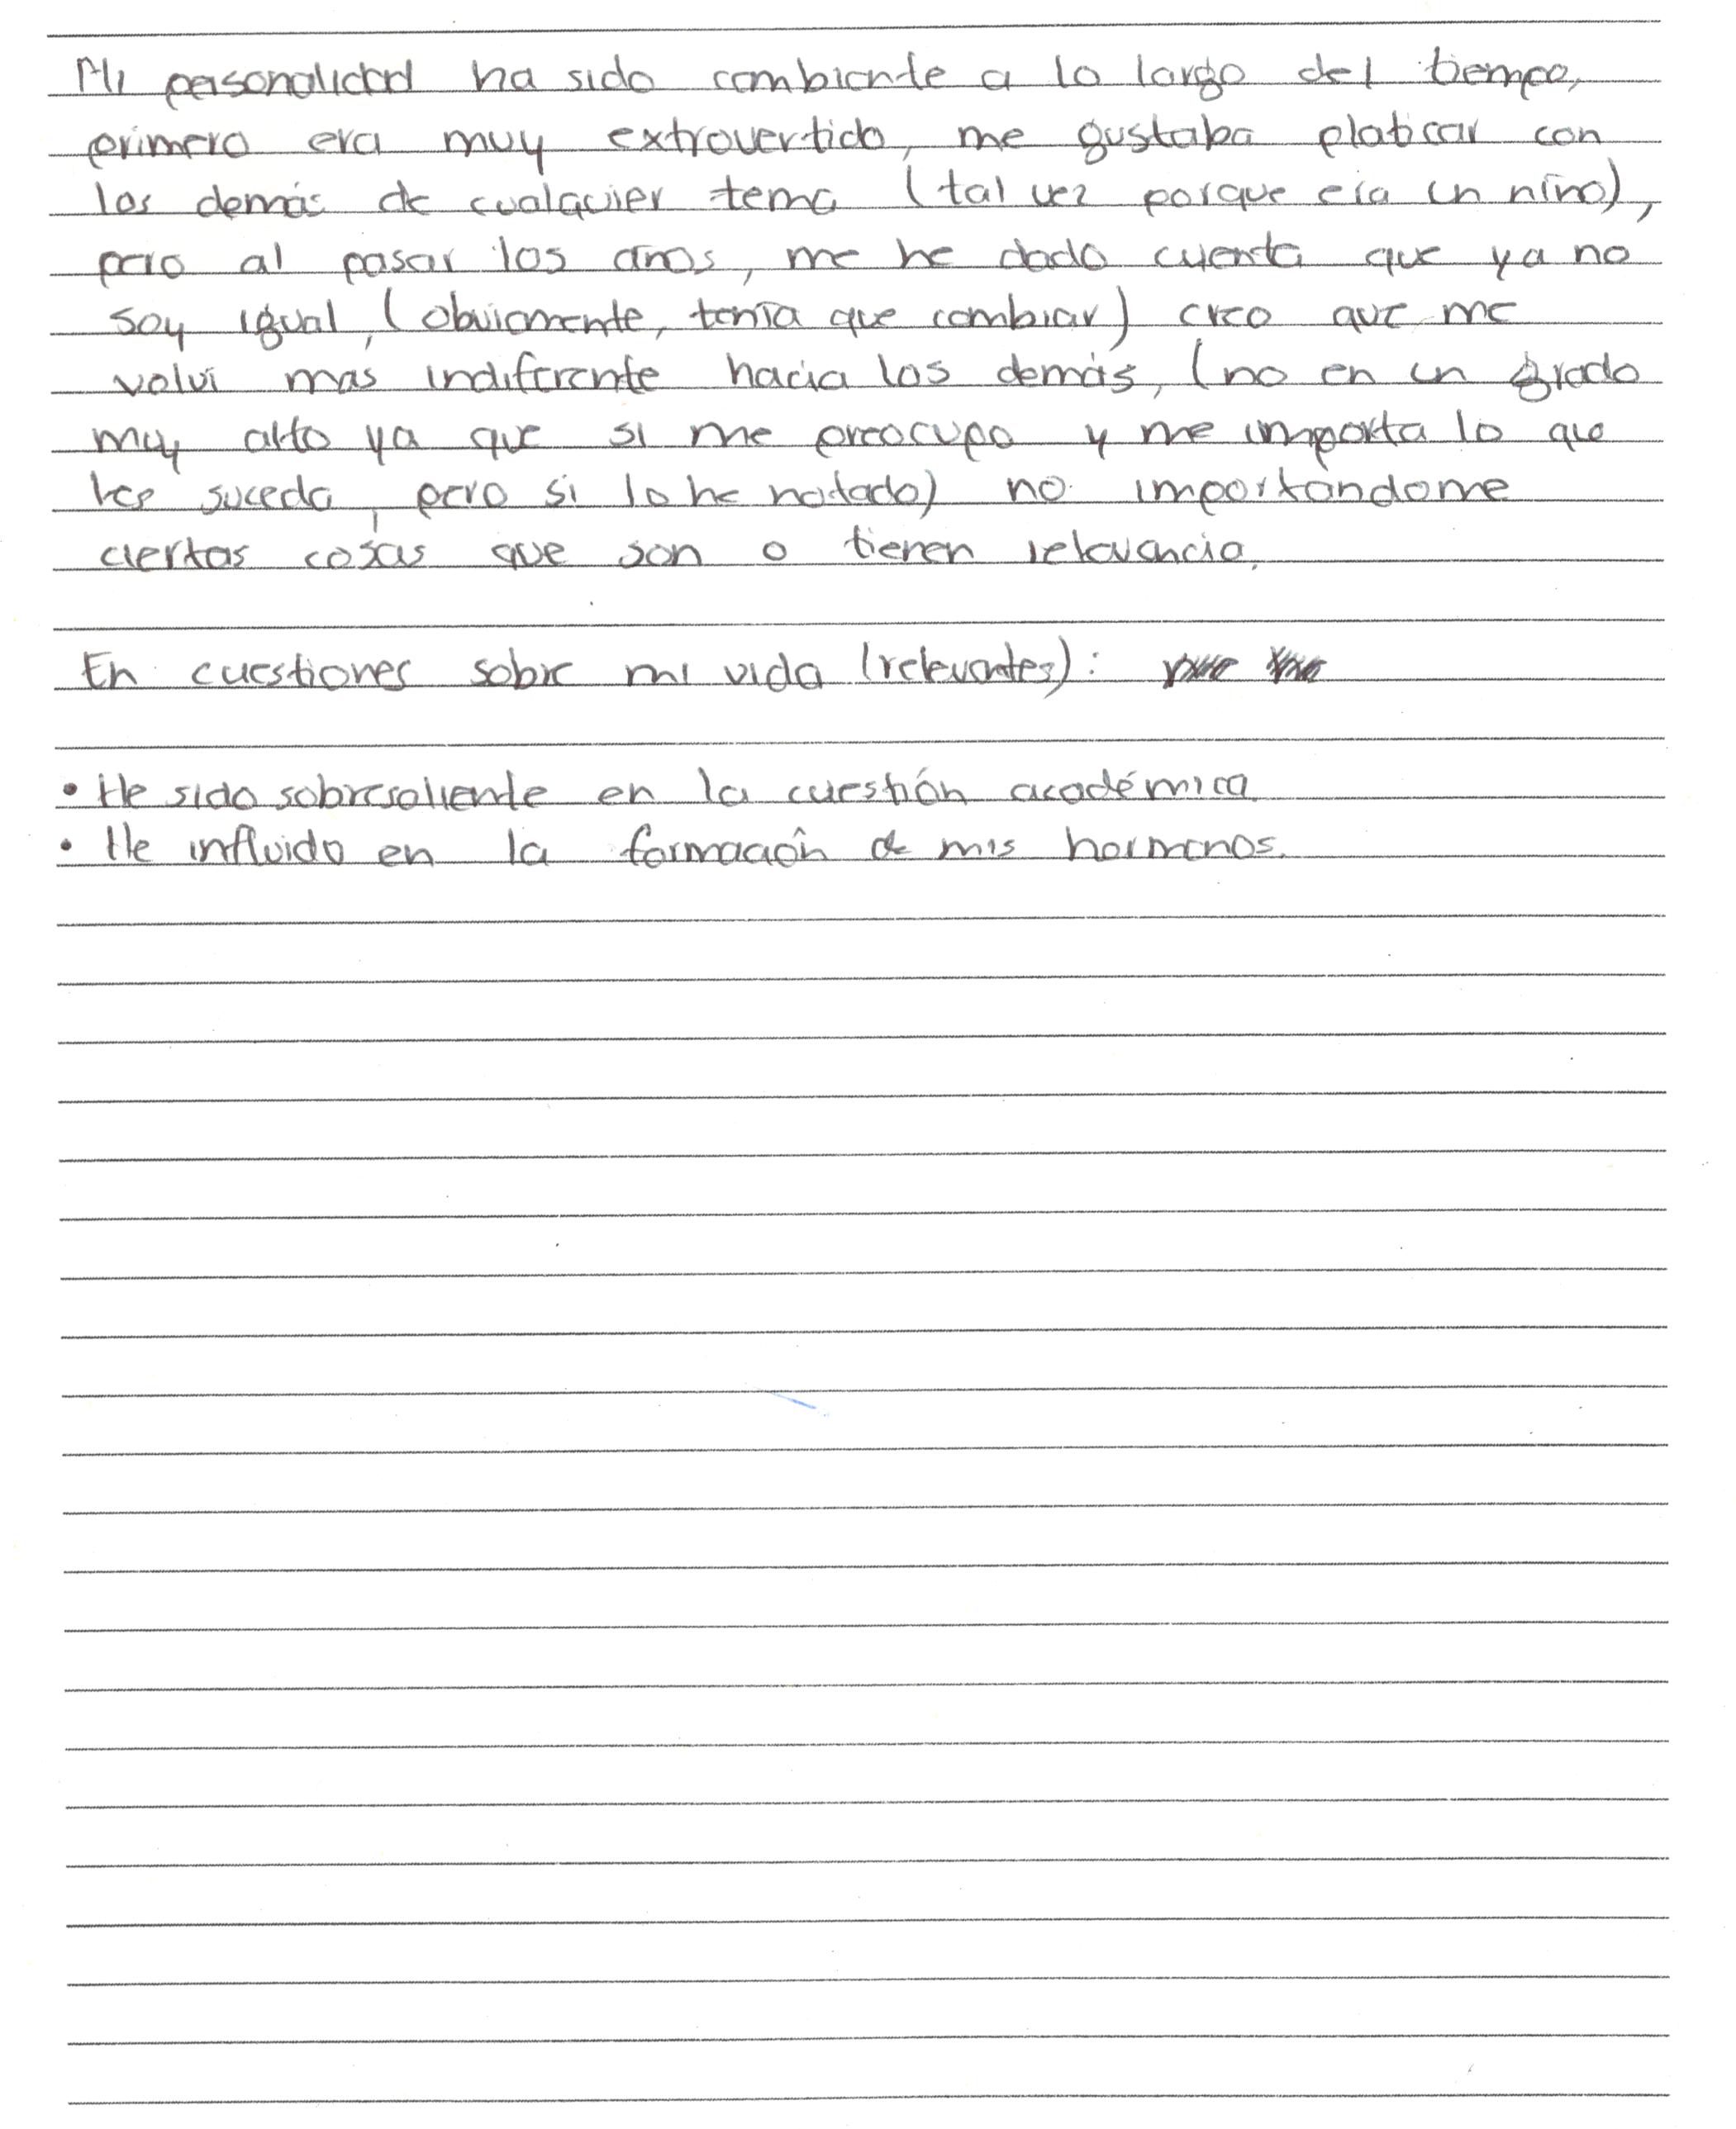 Mi personalidad ha sido cambiante a lo largo del tiempo,
primero era muy extrovertido, me gustaba platicar con
los demás de cualquier tema (tal vez porque era un niño),
pero al pasar los años, me he dado cuenta que ya no
soy igual, (obviamente, tenía que cambiar) creo que me
volvi mas indiferente hacia los demás, (no en un grado
muy alto ya que si me preocupo y me importa lo que
les suceda, pero si lo he notado) no importandome
ciertas cosas que son o tienen relevancia.
En cuestiones sobre mi vida (relevantes):
• He sido sobresaliente en la cuestión académica
• He influido en la formación de mis hermanos.